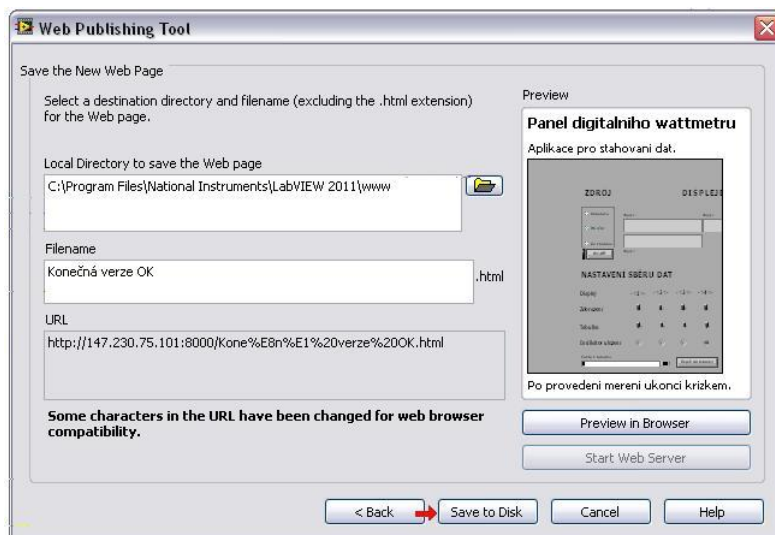 Web Publishing Tool
Save the New Web Page
Select a destination directory and filename (excluding the .html extension)
for the Web page.
Local Directory to save the Web page
C:\Program Files\National Instruments\LabVIEW 2011\www
Filename
Konečná verze OK
.html
URL
http://147.230.75.101:8000/Kone%E8n%E1%20verze%20OK.html
Some characters in the URL have been changed for web browser
compatibility.
Preview
Panel digitalniho wattmetru
Aplikace pro stahovani dat.
ZDROJ
DISPLEJE
NASTAVENÍ SBĚRU DAT
Displej
Zobrazení
Po provedeni mereni ukonci krizkem.
Preview in Browser
Start Web Server
< Back
Save to Disk
Cancel
Help